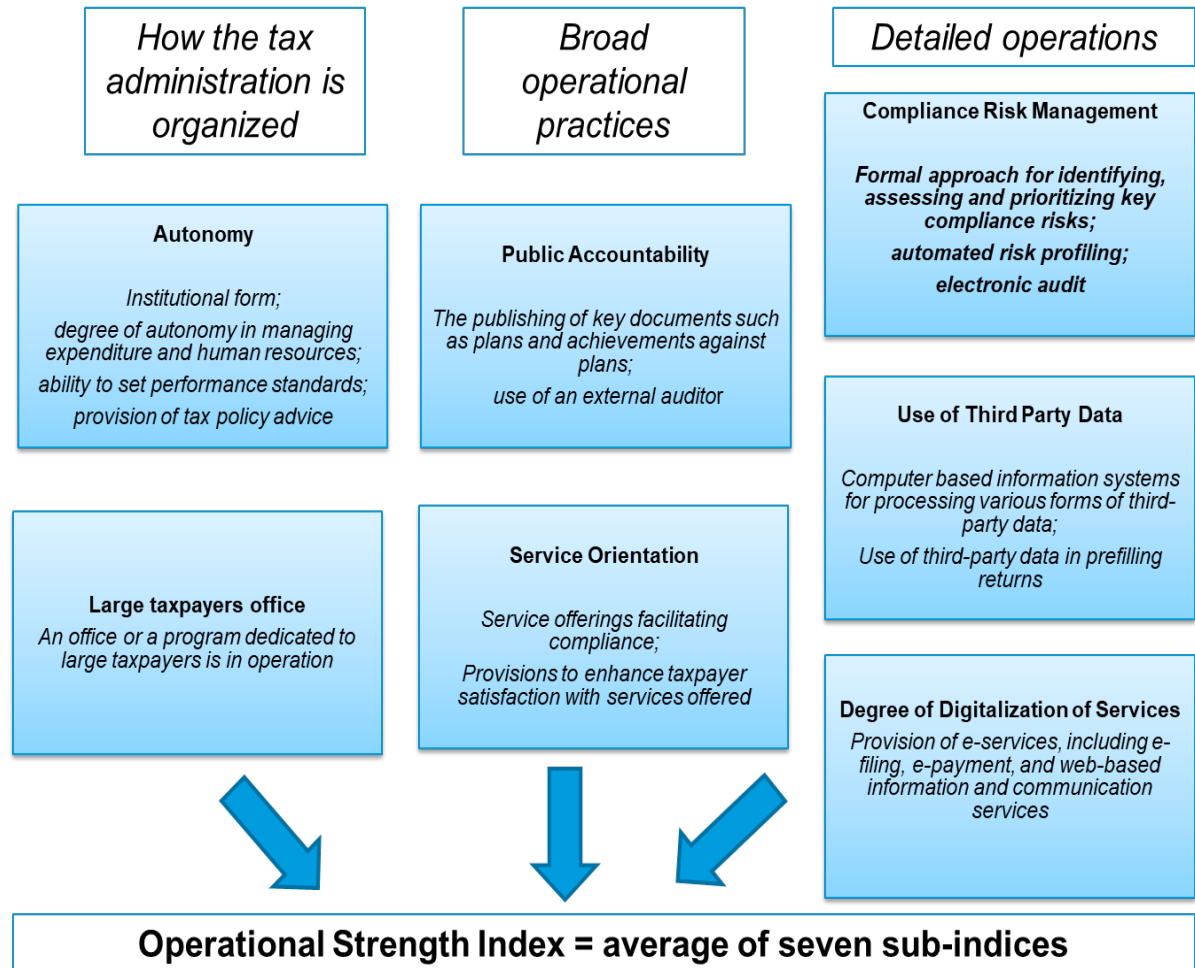 How the tax
administration is
organized
Autonomy
Institutional form;
degree of autonomy in managing
expenditure and human resources;
ability to set performance standards;
provision of tax policy advice
Large taxpayers office
An office or a program dedicated to
large taxpayers is in operation
Broad
operational
practices
Public Accountability
The publishing of key documents such
as plans and achievements against
plans;
use of an external auditor
Service Orientation
Service offerings facilitating
compliance;
Provisions to enhance taxpayer
satisfaction with services offered
Detailed operations
Compliance Risk Management
Formal approach for identifying,
assessing and prioritizing key
compliance risks;
automated risk profiling;
electronic audit
Use of Third Party Data
Computer based information systems
for processing various forms of third-
party data;
Use of third-party data in prefilling
returns
Degree of Digitalization of Services
Provision of e-services, including e-
filing, e-payment, and web-based
information and communication
services
Operational Strength Index = average of seven sub-indices